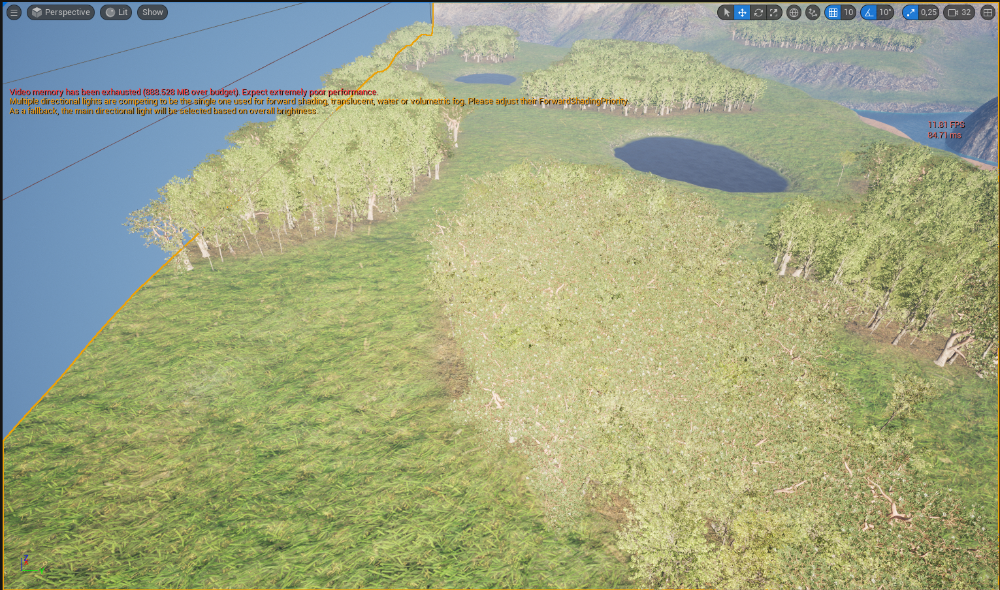 Perspective Lit Show 10 10° 0,25 32
Video memory has been exhausted (888.528 MB over budget). Expect extremely poor performance.
Multiple directional lights are competing to be the single one used for forward shading, translucent, water or volumetric fog. Please adjust their ForwardShadingPriority.
As a fallback, the main directional light will be selected based on overall brightness.
11.81 FPS
84.71 ms
Z
X
Y